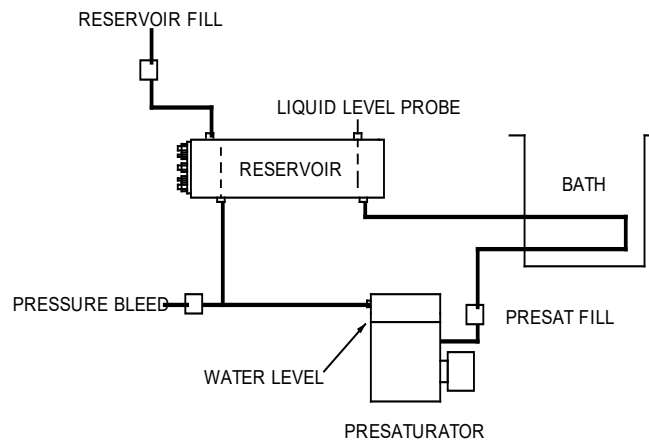 RESERVOIR FILL
LIQUID LEVEL PROBE
RESERVOIR
BATH
PRESSURE BLEED
PRESAT FILL
WATER LEVEL
PRESATURATOR